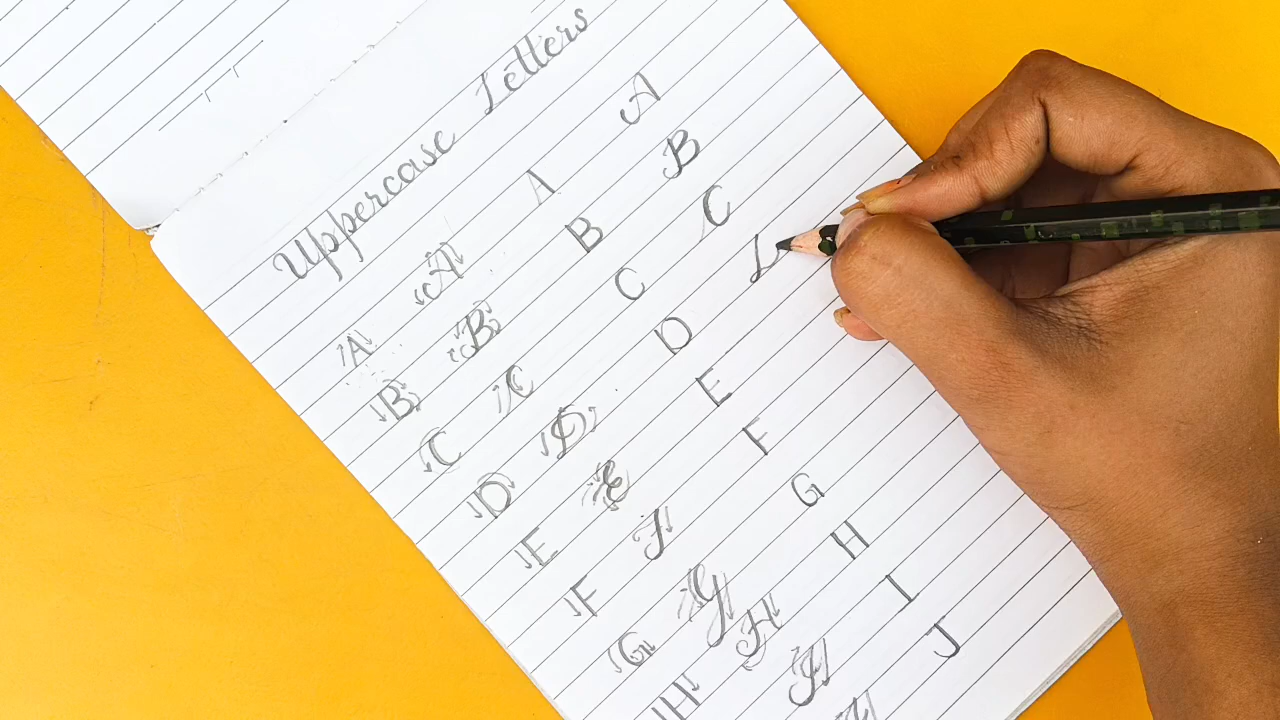 Uppercase Letters
A A A A
B B B B
C C C C
D D D
E E E
F F F
G G G
H H H
I I
J